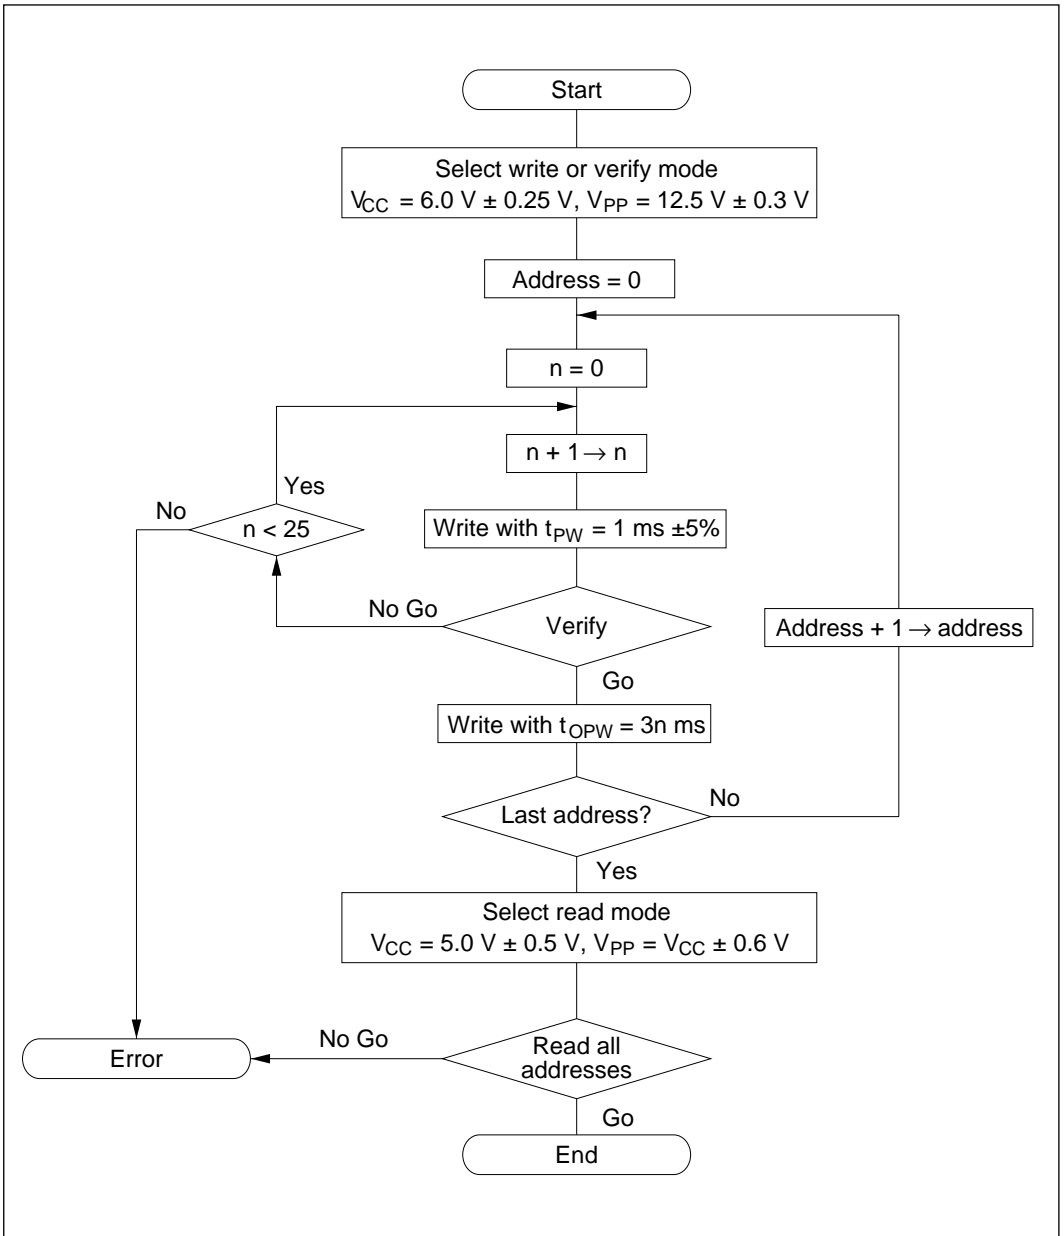 Start
Select write or verify mode
VCC = 6.0 V ± 0.25 V, VPP = 12.5 V ± 0.3 V
Address = 0
n = 0
n + 1 → n
Yes
No
n < 25
Write with tPW = 1 ms ±5%
No Go
Verify
Address + 1 → address
Go
Write with tOPW = 3n ms
Last address?
No
Yes
Select read mode
VCC = 5.0 V ± 0.5 V, VPP = VCC ± 0.6 V
Error
No Go
Read all
addresses
Go
End